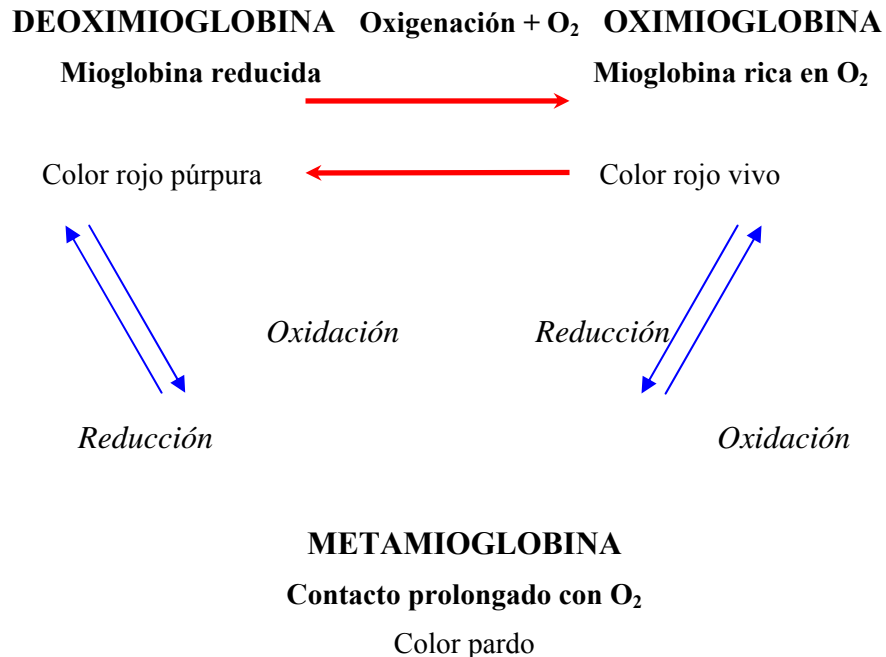 DEOXIMIOGLOBINA Oxigenación + O₂ OXIMIOGLOBINA
Mioglobina reducida Mioglobina rica en O₂
Color rojo púrpura Color rojo vivo
Oxidación Reducción
Reducción Oxidación
METAMIOGLOBINA
Contacto prolongado con O₂
Color pardo